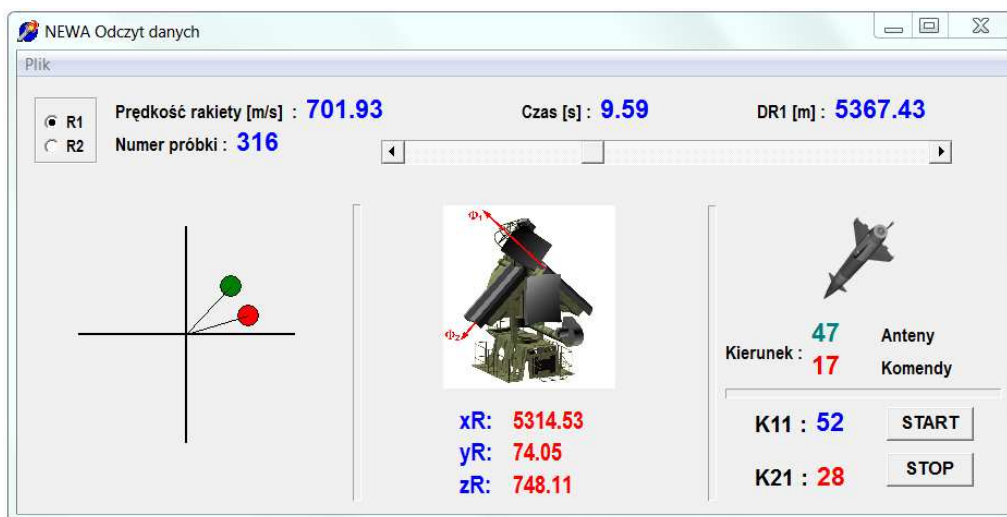 NEWA Odczyt danych
Plik
R1
R2
Prędkość rakiety [m/s] : 701.93
Numer próbki : 316
Czas [s] : 9.59
DR1 [m] : 5367.43
Φ1
Φ2
xR: 5314.53
yR: 74.05
zR: 748.11
Kierunek :
47 Anteny
17 Komendy
K11 : 52
START
K21 : 28
STOP